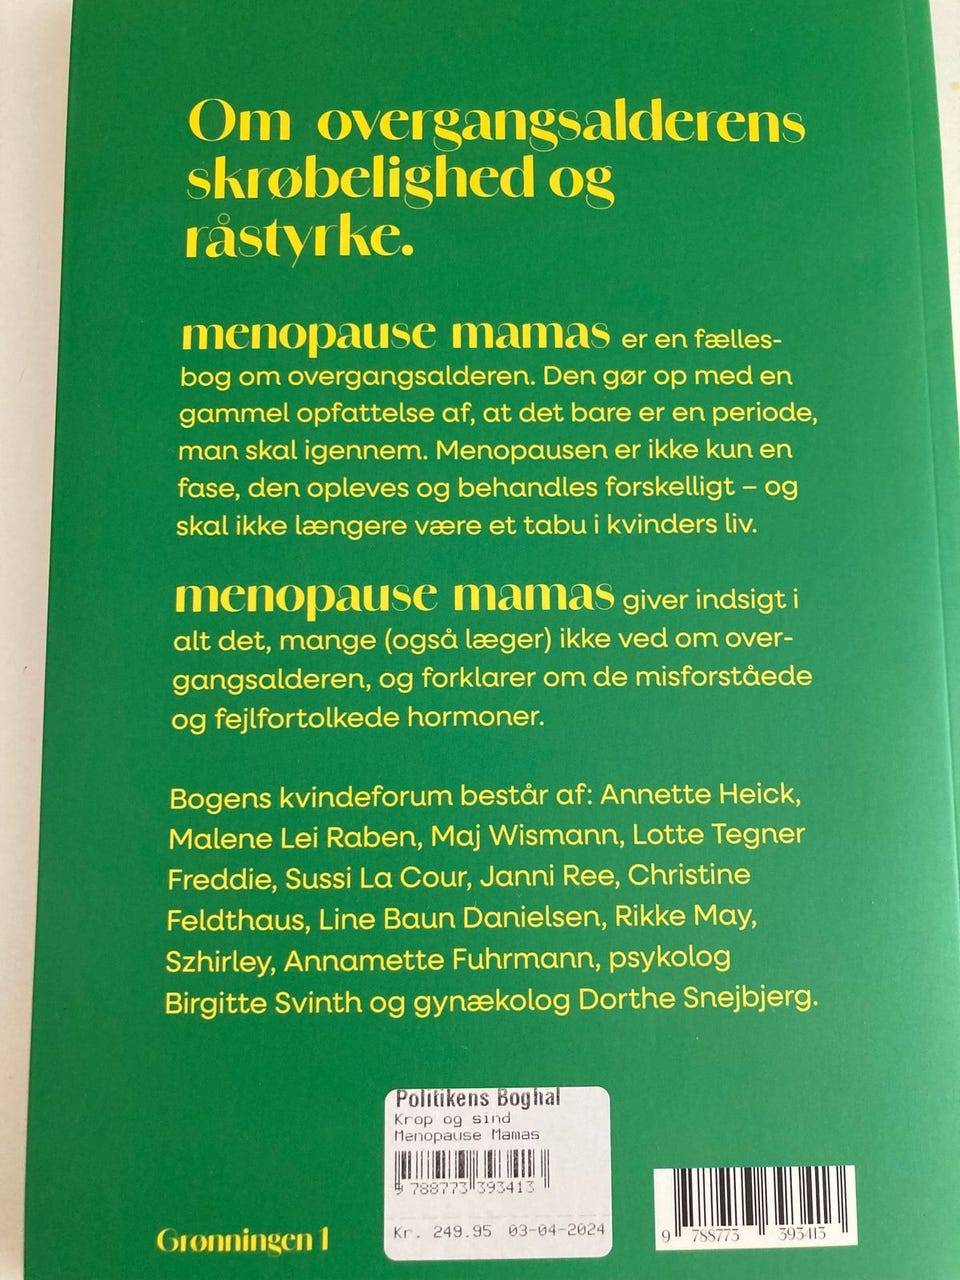 Om overgangsalderens
skrøbelighed og
råstyrke.
menopause mamas er en fælles-
bog om overgangsalderen. Den gør op med en
gammel opfattelse af, at det bare er en periode,
man skal igennem. Menopausen er ikke kun en
fase, den opleves og behandles forskelligt – og
skal ikke længere være et tabu i kvinders liv.
menopause mamas giver indsigt i
alt det, mange (også læger) ikke ved om over-
gangsalderen, og forklarer om de misforståede
og fejlfortolkede hormoner.
Bogens kvindeforum består af: Annette Heick,
Malene Lei Raben, Maj Wismann, Lotte Tegner
Freddie, Sussi La Cour, Janni Ree, Christine
Feldthaus, Line Baun Danielsen, Rikke May,
Szhirley, Annamette Fuhrmann, psykolog
Birgitte Svinth og gynækolog Dorthe Snejbjerg.
Politikens Boghal
Krop og sind
Menopause Mamas
9 788773 393413
Kr. 249.95 03-04-2024
Grønningen 1
9 788773 393413